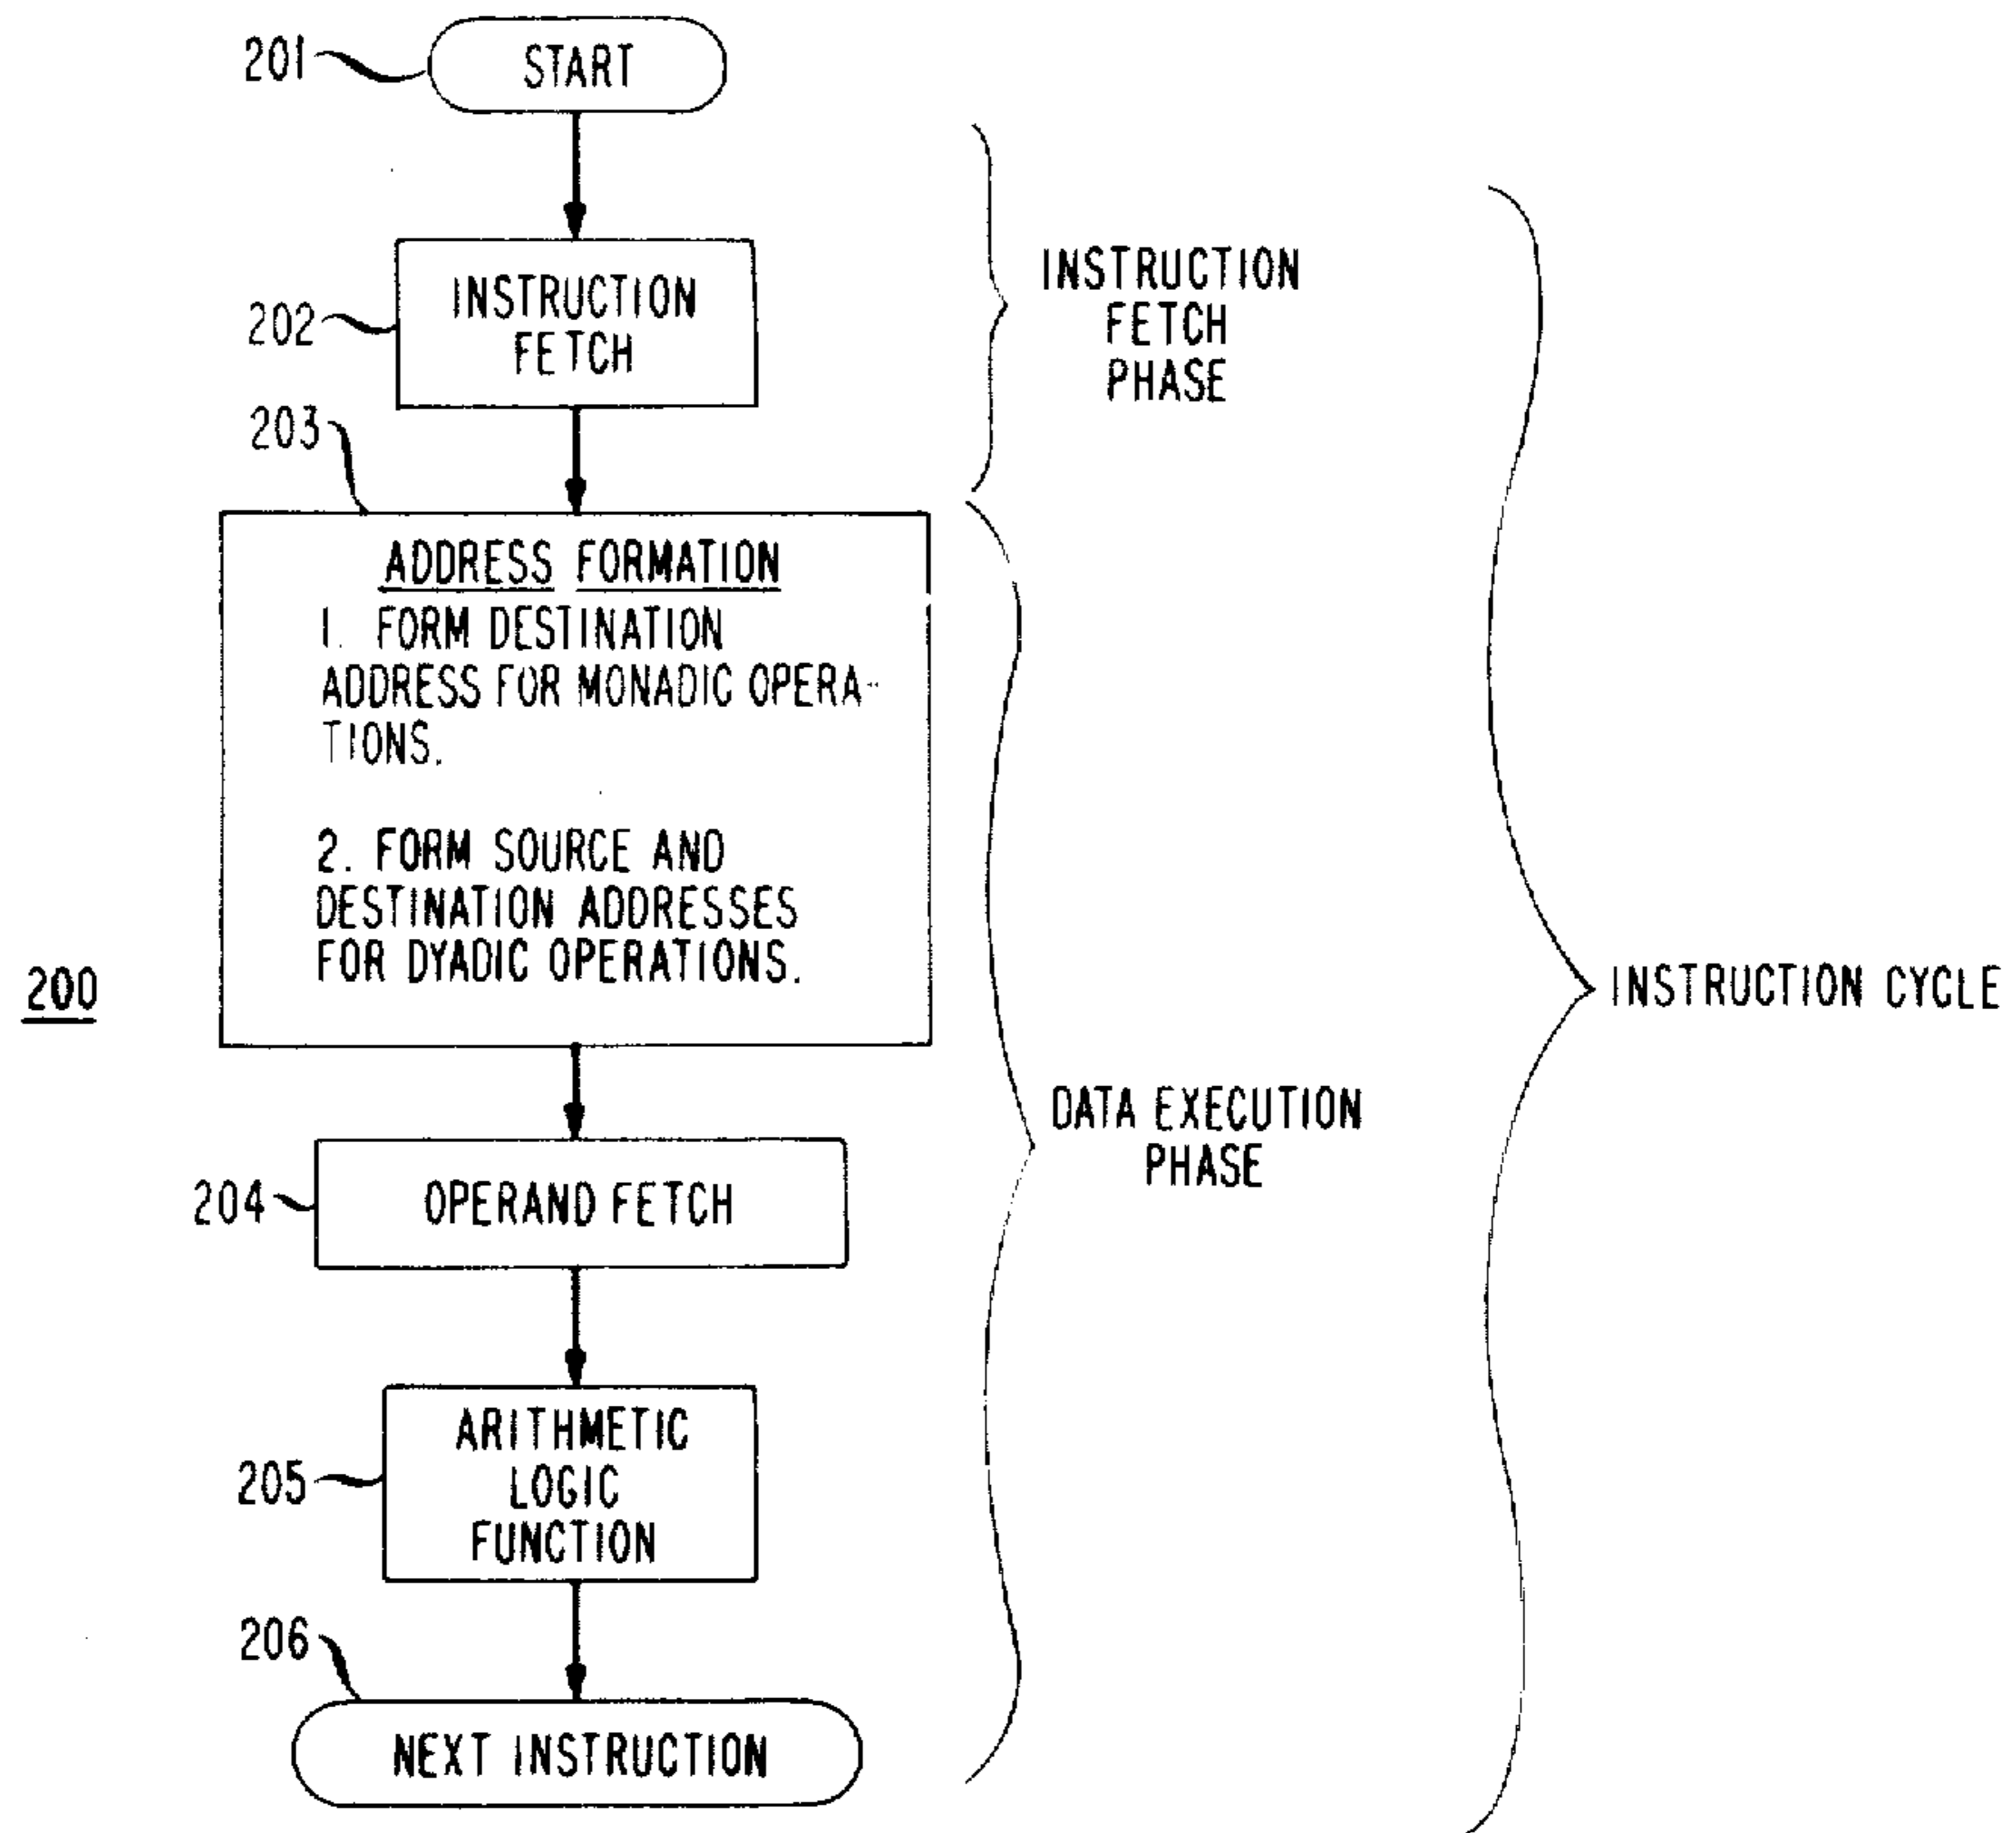 201
START
202
INSTRUCTION
FETCH
INSTRUCTION
FETCH
PHASE
203
ADDRESS FORMATION
1. FORM DESTINATION
ADDRESS FOR MONADIC OPERA-
TIONS.
2. FORM SOURCE AND
DESTINATION ADDRESSES
FOR DYADIC OPERATIONS.
200
INSTRUCTION CYCLE
DATA EXECUTION
PHASE
204
OPERAND FETCH
205
ARITHMETIC
LOGIC
FUNCTION
206
NEXT INSTRUCTION